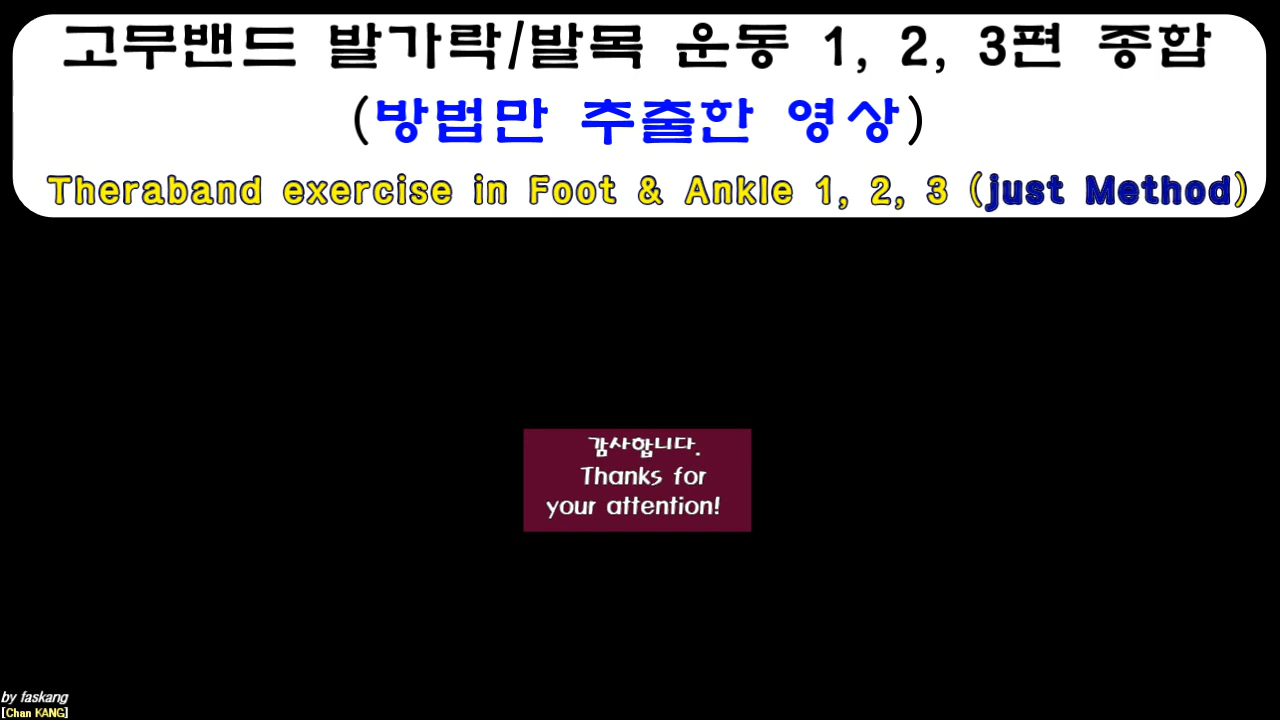 고무밴드 발가락/발목 운동 1, 2, 3편 종합
(방법만 추출한 영상)
Theraband exercise in Foot & Ankle 1, 2, 3 (just Method)
감사합니다.
Thanks for
your attention!
by faskang
[Chan KANG]